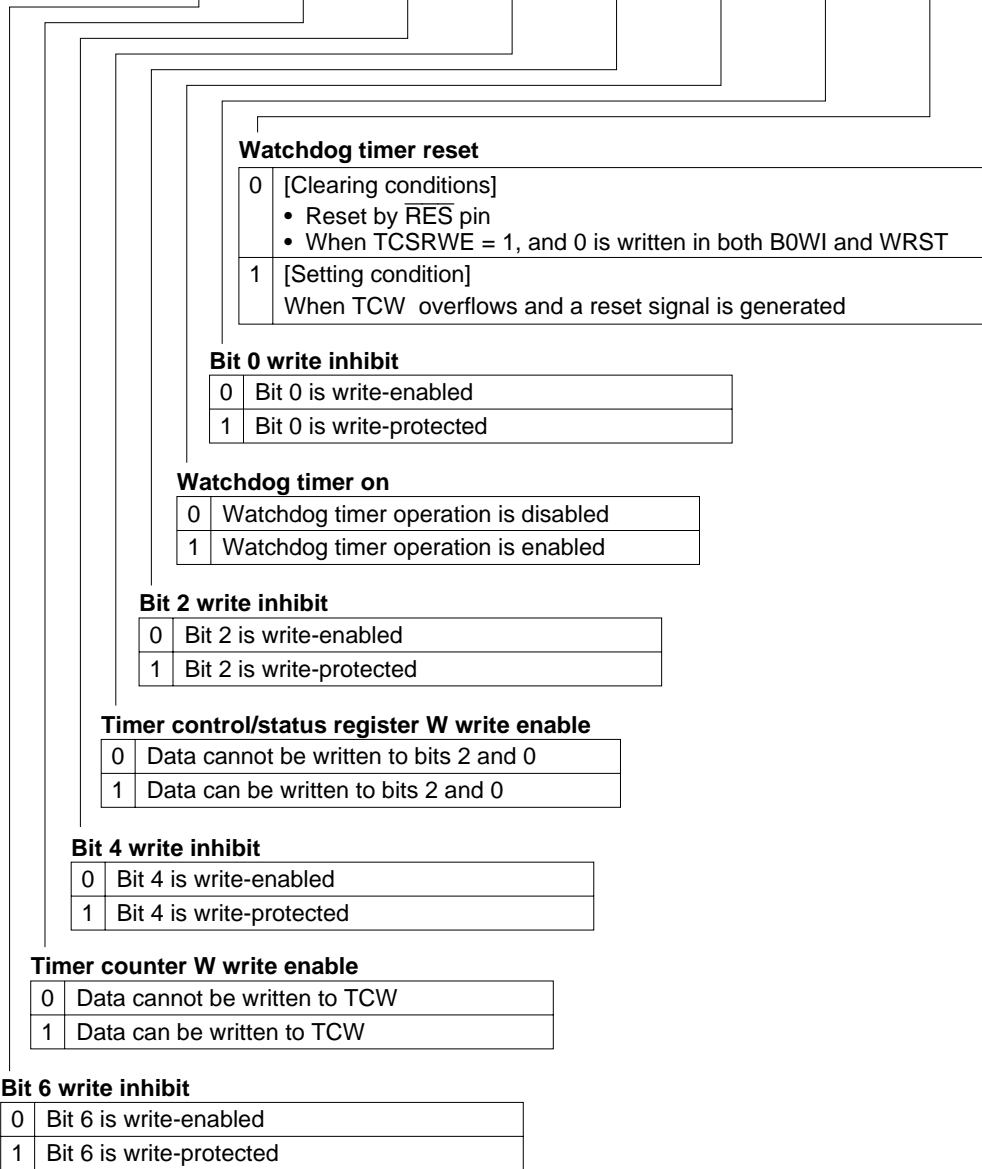 Watchdog timer reset
0 [Clearing conditions]
• Reset by R̅E̅S̅ pin
• When TCSRWE = 1, and 0 is written in both B0WI and WRST
1 [Setting condition]
When TCW overflows and a reset signal is generated
Bit 0 write inhibit
0 Bit 0 is write-enabled
1 Bit 0 is write-protected
Watchdog timer on
0 Watchdog timer operation is disabled
1 Watchdog timer operation is enabled
Bit 2 write inhibit
0 Bit 2 is write-enabled
1 Bit 2 is write-protected
Timer control/status register W write enable
0 Data cannot be written to bits 2 and 0
1 Data can be written to bits 2 and 0
Bit 4 write inhibit
0 Bit 4 is write-enabled
1 Bit 4 is write-protected
Timer counter W write enable
0 Data cannot be written to TCW
1 Data can be written to TCW
Bit 6 write inhibit
0 Bit 6 is write-enabled
1 Bit 6 is write-protected